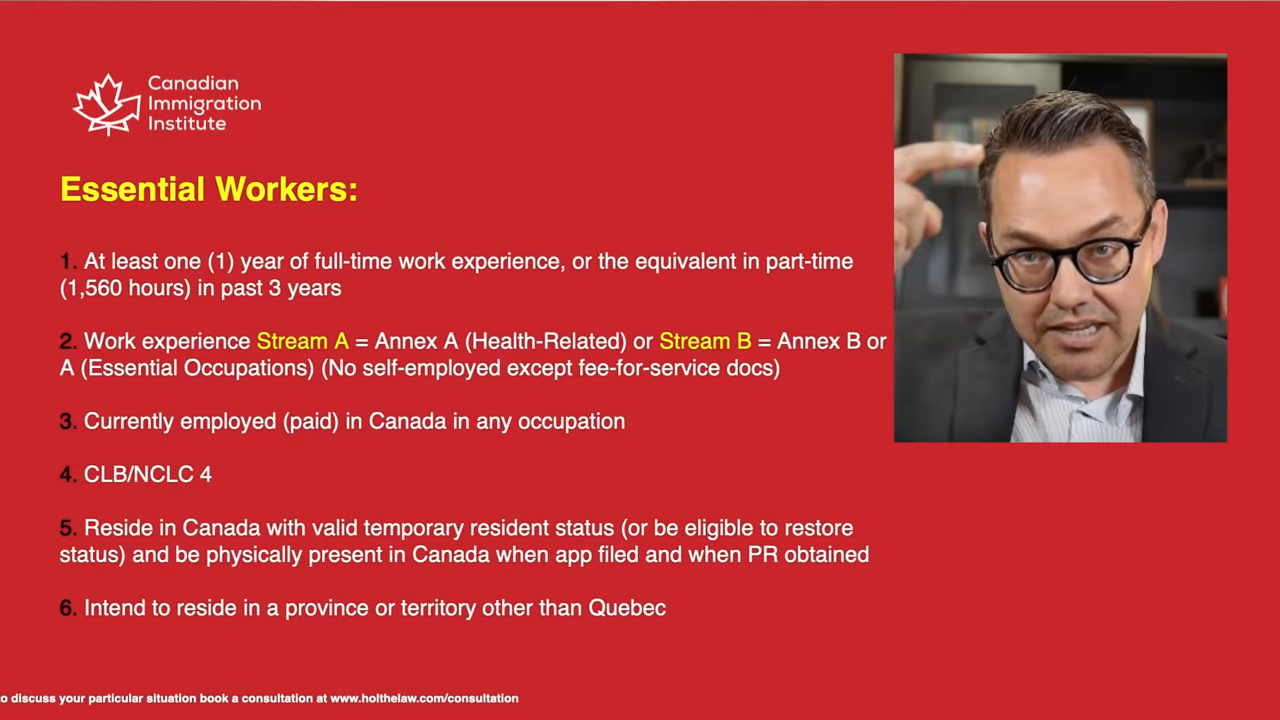 Canadian
Immigration
Institute
Essential Workers:
1. At least one (1) year of full-time work experience, or the equivalent in part-time
(1,560 hours) in past 3 years
2. Work experience Stream A = Annex A (Health-Related) or Stream B = Annex B or
A (Essential Occupations) (No self-employed except fee-for-service docs)
3. Currently employed (paid) in Canada in any occupation
4. CLB/NCLC 4
5. Reside in Canada with valid temporary resident status (or be eligible to restore
status) and be physically present in Canada when app filed and when PR obtained
6. Intend to reside in a province or territory other than Quebec
to discuss your particular situation book a consultation at www.holthelaw.com/consultation